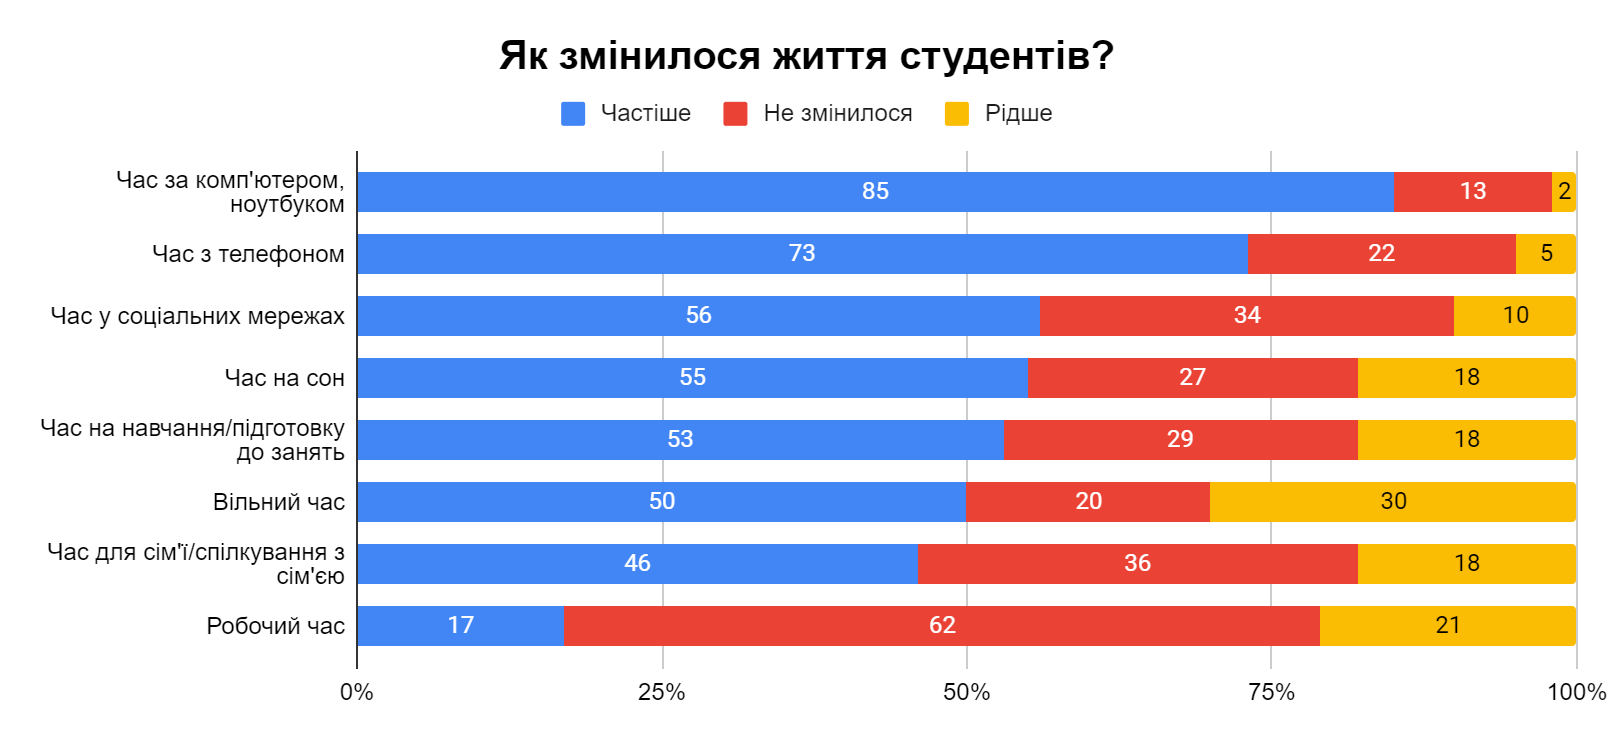 Як змінилося життя студентів?
Частіше Не змінилося Рідше
Час за комп'ютером,
ноутбуком
85 13 2
Час з телефоном
73 22 5
Час у соціальних мережах
56 34 10
Час на сон
55 27 18
Час на навчання/підготовку
до занять
53 29 18
Вільний час
50 20 30
Час для сім'ї/спілкування з
сім'єю
46 36 18
Робочий час
17 62 21
0% 25% 50% 75% 100%